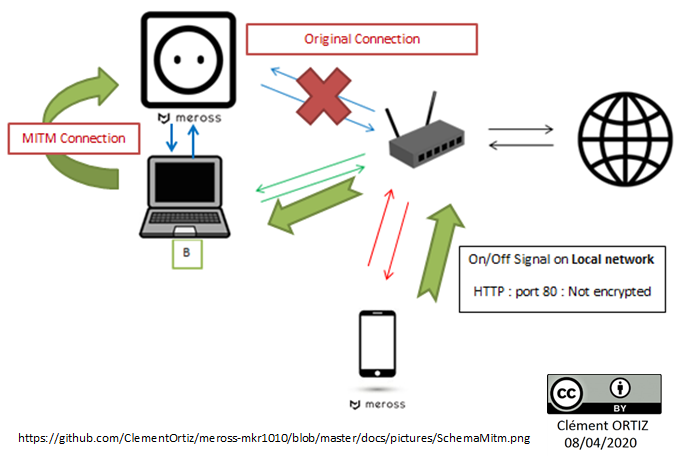 Original Connection
meross
MITM Connection
B
On/Off Signal on Local network
HTTP : port 80 : Not encrypted
meross
cc
BY
Clément ORTIZ
08/04/2020
https://github.com/ClementOrtiz/meross-mkr1010/blob/master/docs/pictures/SchemaMitm.png